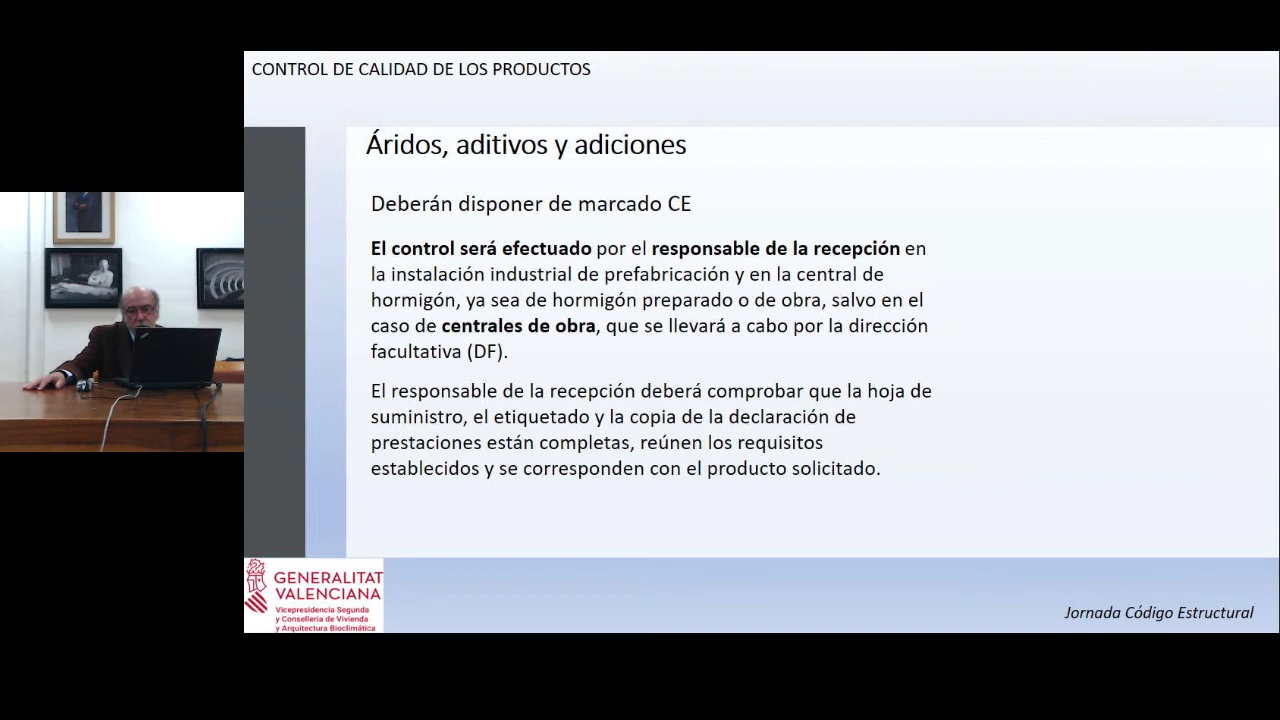 CONTROL DE CALIDAD DE LOS PRODUCTOS
Áridos, aditivos y adiciones
Deberán disponer de marcado CE
El control será efectuado por el responsable de la recepción en
la instalación industrial de prefabricación y en la central de
hormigón, ya sea de hormigón preparado o de obra, salvo en el
caso de centrales de obra, que se llevará a cabo por la dirección
facultativa (DF).
El responsable de la recepción deberá comprobar que la hoja de
suministro, el etiquetado y la copia de la declaración de
prestaciones están completas, reúnen los requisitos
establecidos y se corresponden con el producto solicitado.
GENERALITAT
VALENCIANA
Vicepresidencia Segunda
y Conselleria de Vivienda
y Arquitectura Bioclimática
Jornada Código Estructural